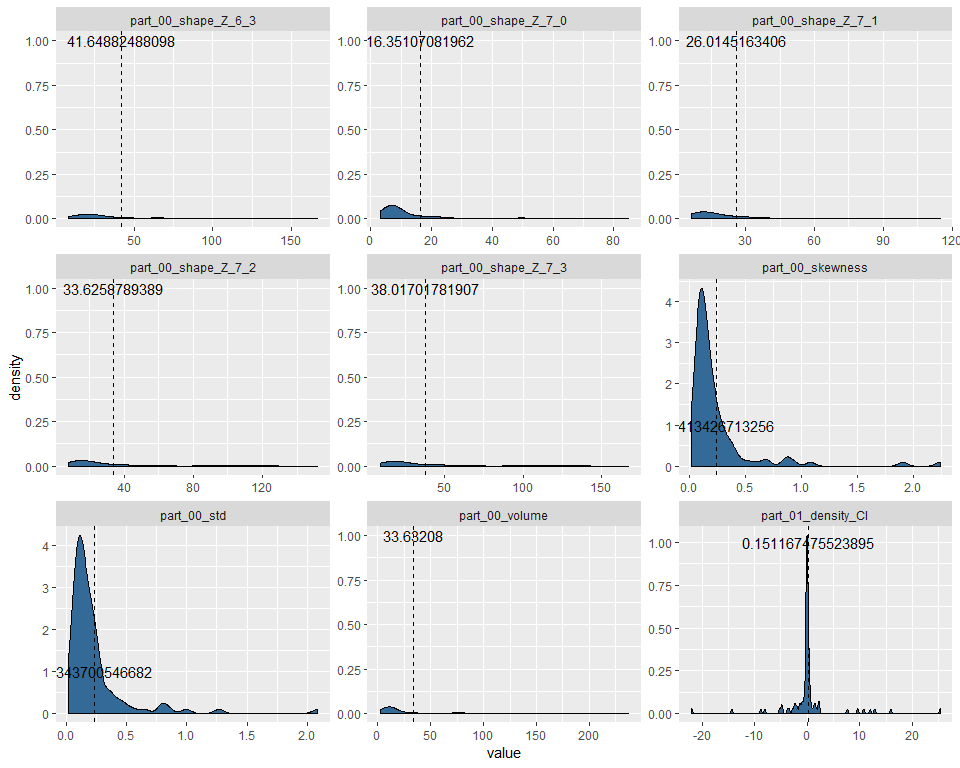 part_00_shape_Z_6_3 part_00_shape_Z_7_0 part_00_shape_Z_7_1
1.00 41.64882488098 16.35107081962 1.00 26.0145163406
0.75 0.75 0.75
0.50 0.50 0.50
0.25 0.25 0.25
0.00 0.00 0.00
50 100 150 0 20 40 60 80 30 60 90 120
part_00_shape_Z_7_2 part_00_shape_Z_7_3 part_00_skewness
1.00 33.6258789389 1.00 38.01701781907 4
0.75 0.75 3
0.50 0.50 2
0.25 0.25 1 413426713256
0.00 0.00 0
40 80 120 50 100 150 0.0 0.5 1.0 1.5 2.0
density
part_00_std part_00_volume part_01_density_CI
4 1.00 33.63208 1.00 0.151167475523895
3 0.75 0.75
2 0.50 0.50
1 343700546682 0.25 0.25
0 0.00 0.00
0.0 0.5 1.0 1.5 2.0 0 50 100 150 200 -20 -10 0 10 20
value